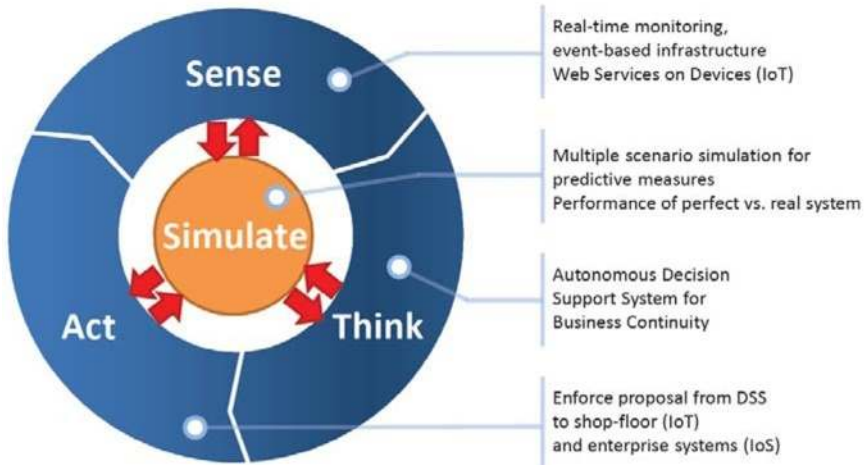 Sense
Simulate
Act
Think
Real-time monitoring,
event-based infrastructure
Web Services on Devices (IoT)
Multiple scenario simulation for
predictive measures
Performance of perfect vs. real system
Autonomous Decision
Support System for
Business Continuity
Enforce proposal from DSS
to shop-floor (IoT)
and enterprise systems (IoS)